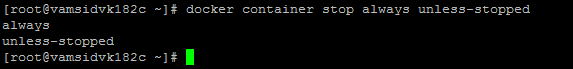 [root@vamsidvk182c ~]# docker container stop always unless-stopped
always
unless-stopped
[root@vamsidvk182c ~]#